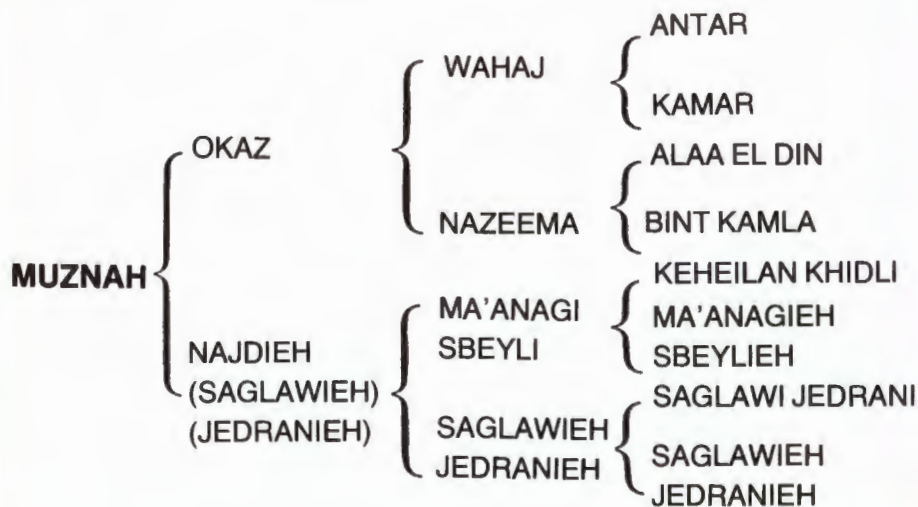 ANTAR
WAHAJ
KAMAR
OKAZ
ALAA EL DIN
NAZEEMA
BINT KAMLA
MUZNAH
KEHEILAN KHIDLI
MA'ANAGI
SBEYLI
MA'ANAGIEH
SBEYLIEH
NAJDIEH
(SAGLAWIEH)
(JEDRANIEH)
SAGLAWI JEDRANI
SAGLAWIEH
JEDRANIEH
SAGLAWIEH
JEDRANIEH